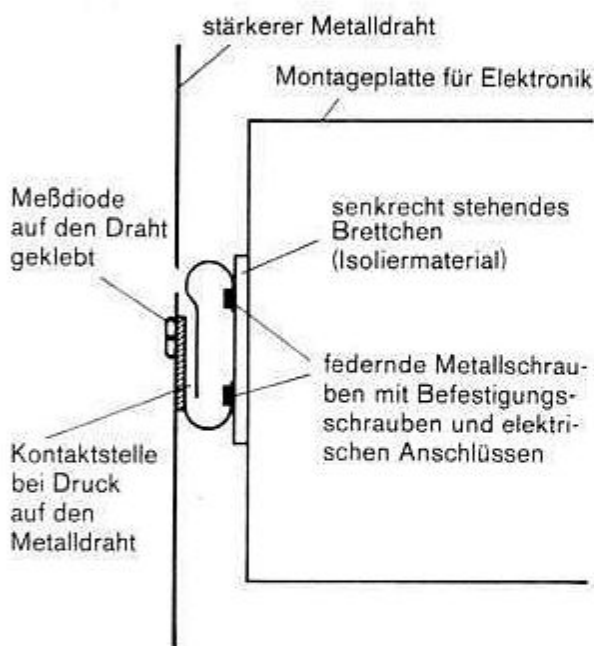 stärkerer Metalldraht
Montageplatte für Elektronik
Meßdiode
auf den Draht
geklebt
senkrecht stehendes
Brettchen
(Isoliermaterial)
federnde Metallschrau-
ben mit Befestigungs-
schrauben und elektri-
schen Anschlüssen
Kontaktstelle
bei Druck
auf den
Metalldraht